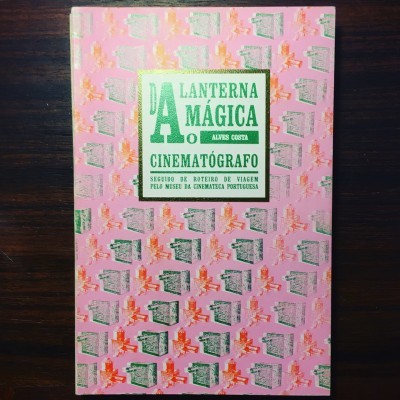 DA LANTERNA
MÁGICA
AO ALVES COSTA
CINEMATÓGRAFO
SEGUIDO DE ROTEIRO DE VIAGEM
PELO MUSEU DA CINEMATECA PORTUGUESA